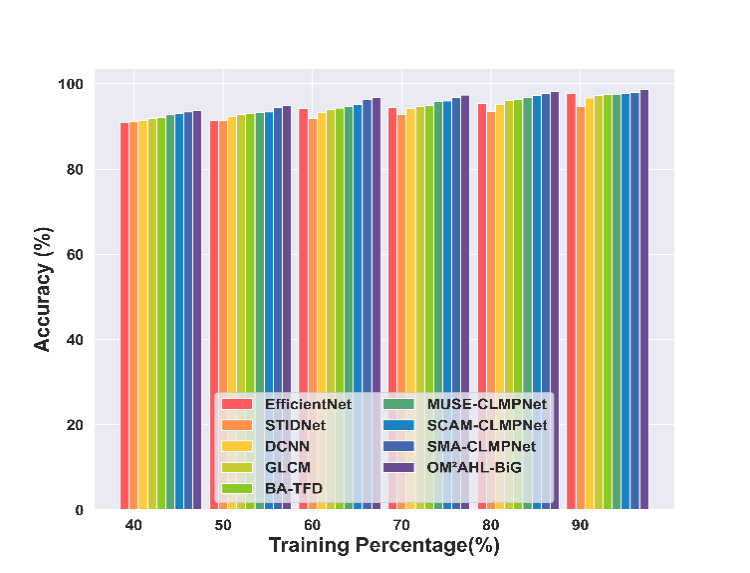 100
80
60
40
20
0
Accuracy (%)
EfficientNet
STIDNet
DCNN
GLCM
BA-TFD
MUSE-CLMPNet
SCAM-CLMPNet
SMA-CLMPNet
OM²AHL-BiG
40 50 60 70 80 90
Training Percentage(%)